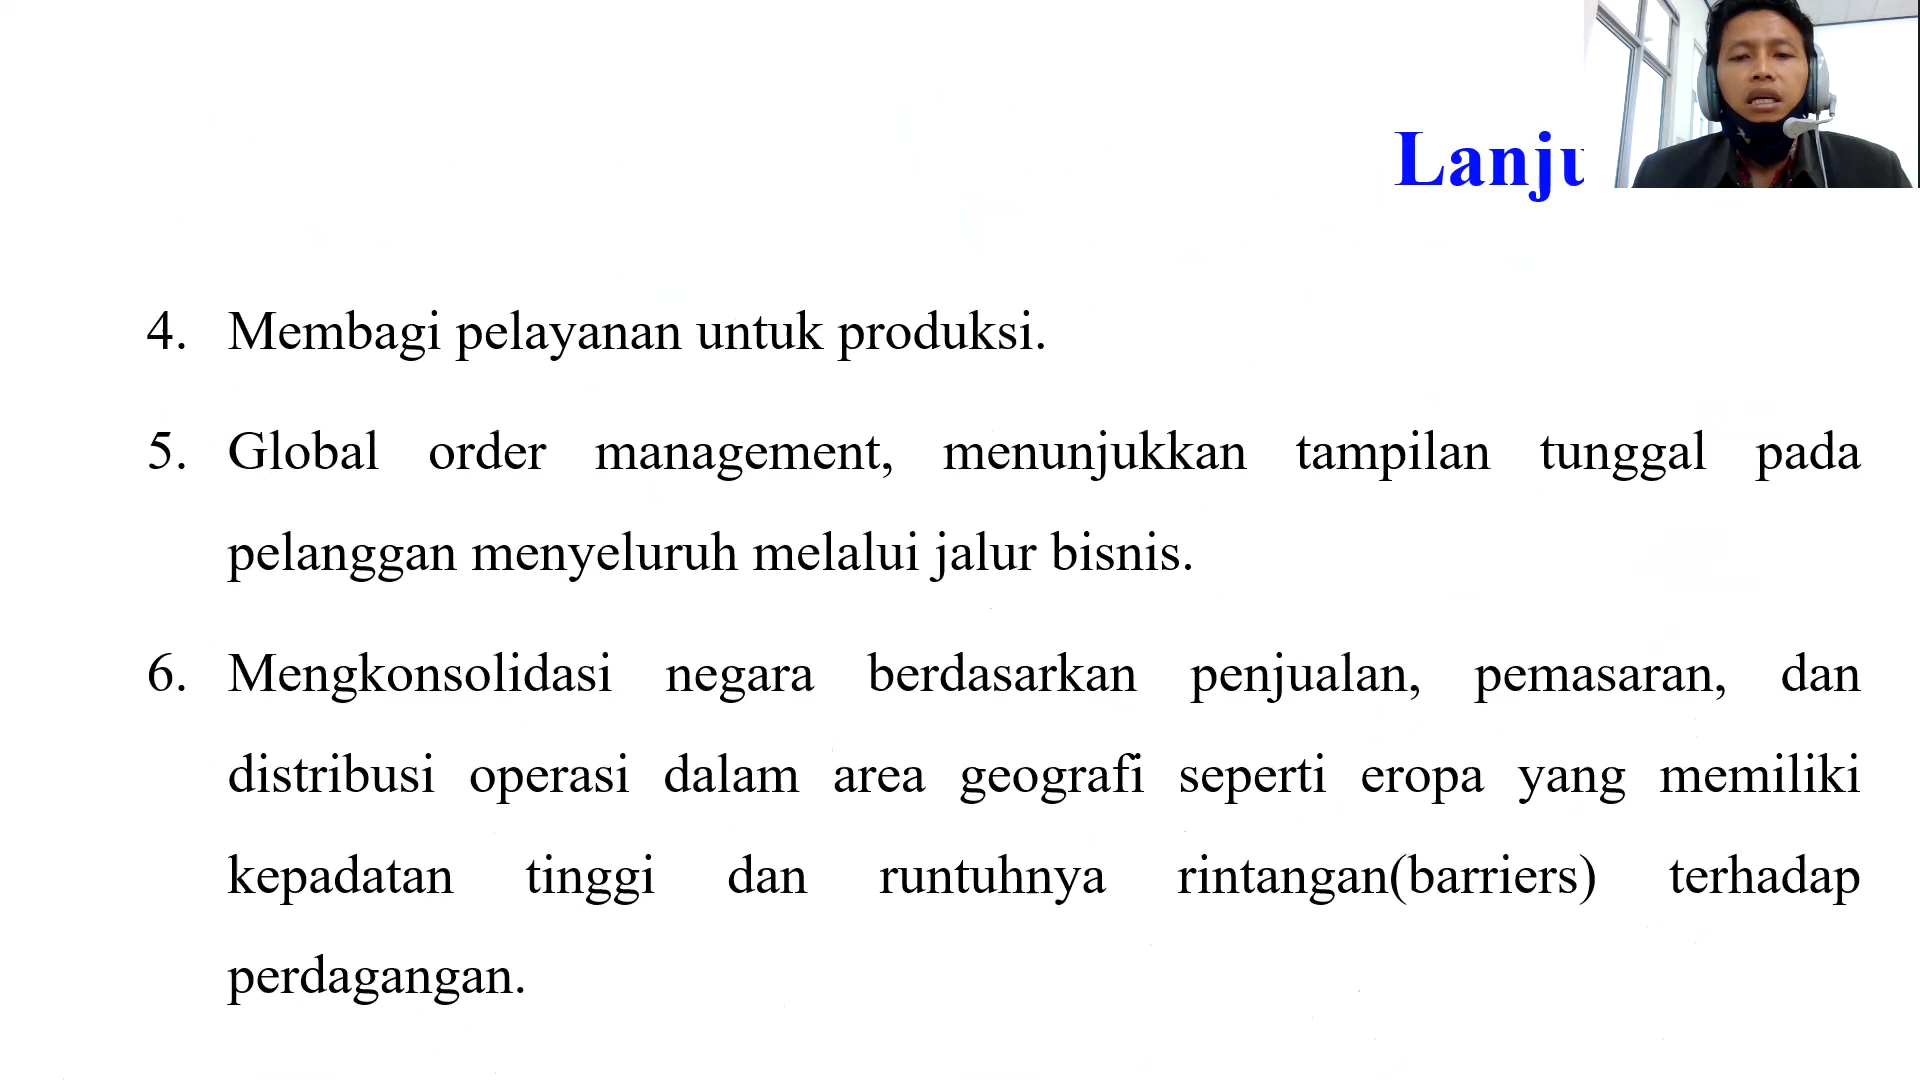 Lanju
4. Membagi pelayanan untuk produksi.
5. Global order management, menunjukkan tampilan tunggal pada
pelanggan menyeluruh melalui jalur bisnis.
6. Mengkonsolidasi negara berdasarkan penjualan, pemasaran, dan
distribusi operasi dalam area geografi seperti eropa yang memiliki
kepadatan tinggi dan runtuhnya rintangan(barriers) terhadap
perdagangan.